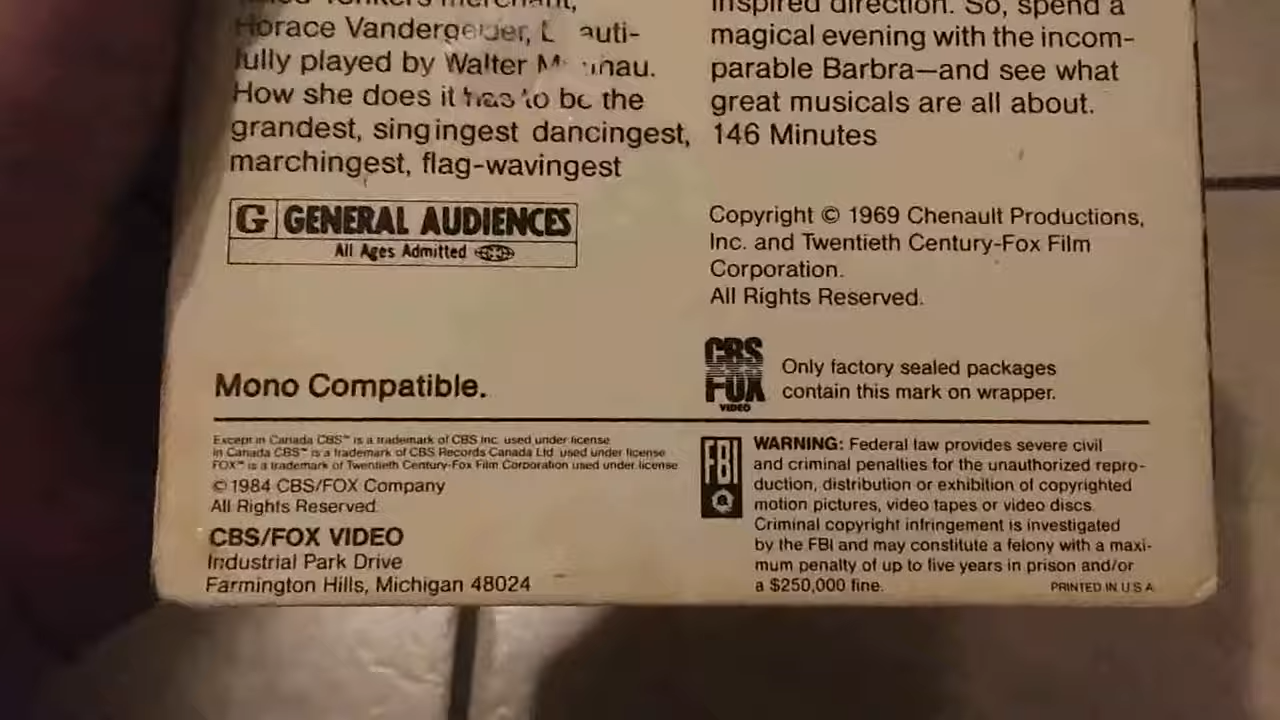 Horace Vandergelder,
fully played by Walter
How she does it has to be the
grandest, singingest dancingest,
marchingest, flag-wavingest
inspired direction. So, spend a
magical evening with the incom-
parable Barbra—and see what
great musicals are all about.
146 Minutes
G GENERAL AUDIENCES
All Ages Admitted
Copyright © 1969 Chenault Productions,
Inc. and Twentieth Century-Fox Film
Corporation.
All Rights Reserved.
Mono Compatible.
CBS
FOX
VIDEO
Only factory sealed packages
contain this mark on wrapper.
Except in Canada CBS™ is a trademark of CBS Inc. used under license
in Canada CBS™ is a trademark of CBS Records Canada Ltd. used under license
FOX™ is a trademark of Twentieth Century-Fox Film Corporation used under license
© 1984 CBS/FOX Company
All Rights Reserved.
CBS/FOX VIDEO
Industrial Park Drive
Farmington Hills, Michigan 48024
FBI
WARNING: Federal law provides severe civil
and criminal penalties for the unauthorized repro-
duction, distribution or exhibition of copyrighted
motion pictures, video tapes or video discs.
Criminal copyright infringement is investigated
by the FBI and may constitute a felony with a maxi-
mum penalty of up to five years in prison and/or
a $250,000 fine.
PRINTED IN U.S.A.